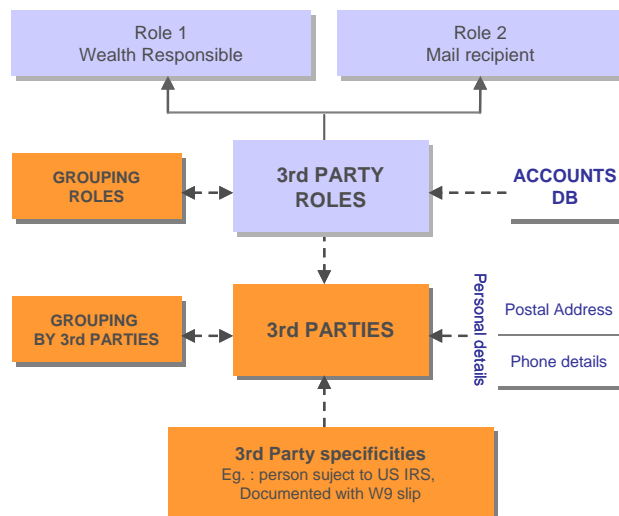 Role 1
Wealth Responsible
Role 2
Mail recipient
GROUPING
ROLES
3rd PARTY
ROLES
ACCOUNTS
DB
GROUPING
BY 3rd PARTIES
3rd PARTIES
Personal details
Postal Address
Phone details
3rd Party specificities
Eg. : person suject to US IRS,
Documented with W9 slip